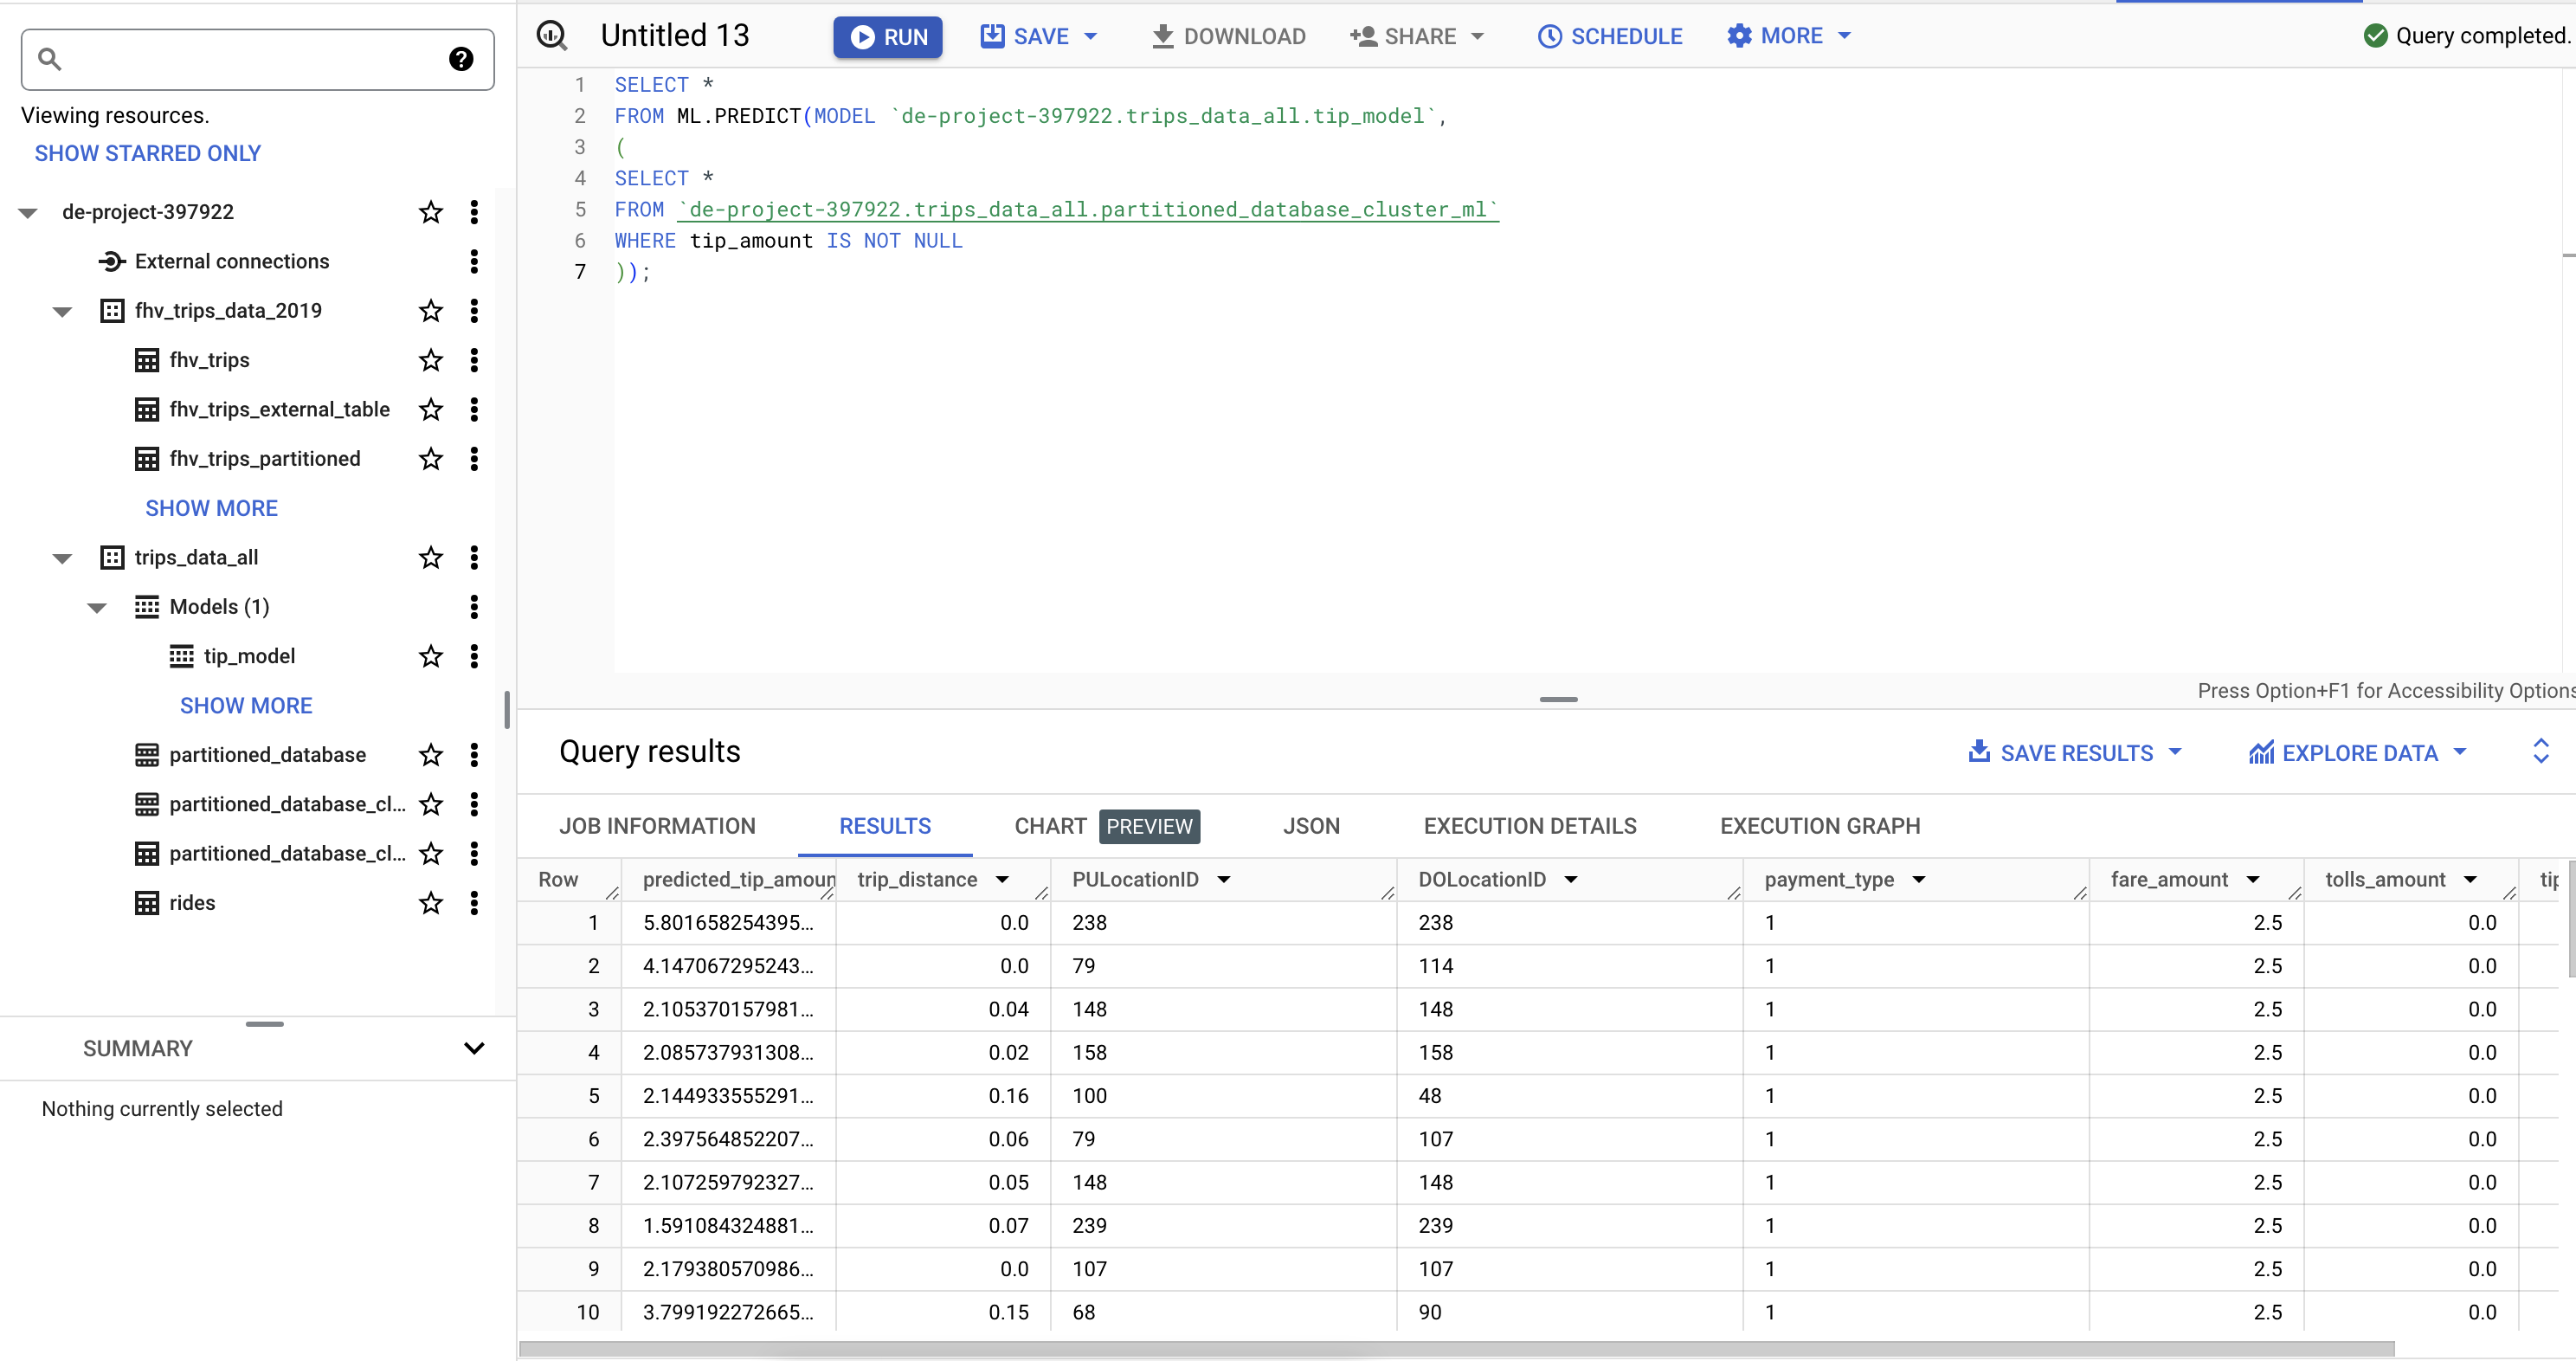 Viewing resources.
SHOW STARRED ONLY
de-project-397922
External connections
fhv_trips_data_2019
fhv_trips
fhv_trips_external_table
fhv_trips_partitioned
SHOW MORE
trips_data_all
Models (1)
tip_model
SHOW MORE
partitioned_database
partitioned_database_cl...
partitioned_database_cl...
rides
SUMMARY
Nothing currently selected
Untitled 13 RUN SAVE DOWNLOAD SHARE SCHEDULE MORE Query completed.
1 SELECT *
2 FROM ML.PREDICT(MODEL `de-project-397922.trips_data_all.tip_model`,
3 (
4 SELECT *
5 FROM `de-project-397922.trips_data_all.partitioned_database_cluster_ml`
6 WHERE tip_amount IS NOT NULL
7 ));
Press Option+F1 for Accessibility Options
Query results SAVE RESULTS EXPLORE DATA
JOB INFORMATION RESULTS CHART PREVIEW JSON EXECUTION DETAILS EXECUTION GRAPH
Row predicted_tip_amoun trip_distance PULocationID DOLocationID payment_type fare_amount tolls_amount tip
1 5.801658254395... 0.0 238 238 1 2.5 0.0
2 4.147067295243... 0.0 79 114 1 2.5 0.0
3 2.105370157981... 0.04 148 148 1 2.5 0.0
4 2.085737931308... 0.02 158 158 1 2.5 0.0
5 2.144933555291... 0.16 100 48 1 2.5 0.0
6 2.397564852207... 0.06 79 107 1 2.5 0.0
7 2.107259792327... 0.05 148 148 1 2.5 0.0
8 1.591084324881... 0.07 239 239 1 2.5 0.0
9 2.179380570986... 0.0 107 107 1 2.5 0.0
10 3.799192272665... 0.15 68 90 1 2.5 0.0